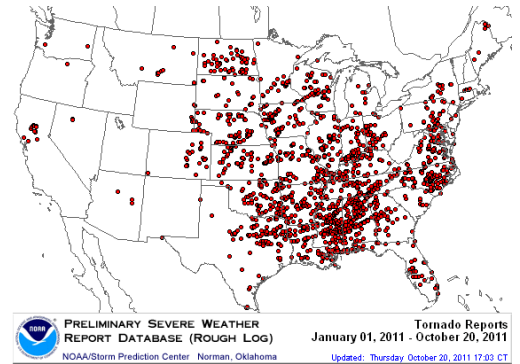 NOAA
PRELIMINARY SEVERE WEATHER
REPORT DATABASE (ROUGH LOG)
NOAA/Storm Prediction Center Norman, Oklahoma
Tornado Reports
January 01, 2011 - October 20, 2011
Updated: Thursday October 20, 2011 17:03 CT